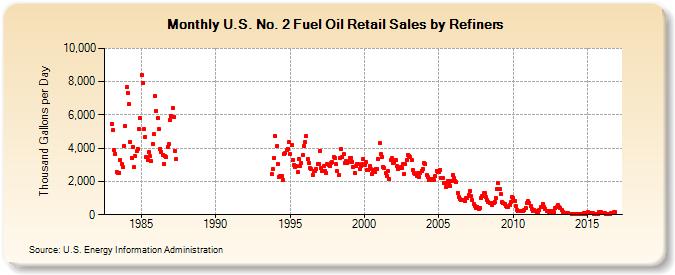 Monthly U.S. No. 2 Fuel Oil Retail Sales by Refiners
Thousand Gallons per Day
10,000
8,000
6,000
4,000
2,000
0
1985 1990 1995 2000 2005 2010 2015
Source: U.S. Energy Information Administration